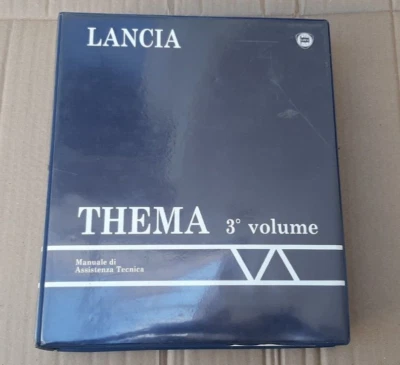 LANCIA
THEMA 3° volume
Manuale di
Assistenza Tecnica